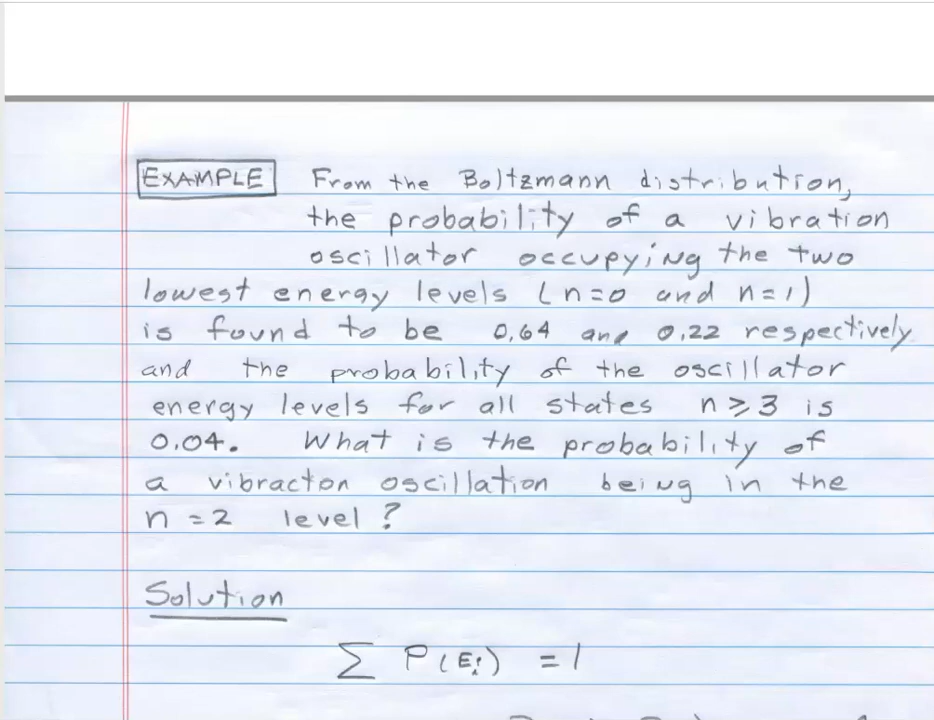 EXAMPLE From the Boltzmann distribution,
the probability of a vibration
oscillator occupying the two
lowest energy levels (n=0 and n=1)
is found to be 0.64 and 0.22 respectively
and the probability of the oscillator
energy levels for all states n ≥ 3 is
0.04. What is the probability of
a vibracton oscillation being in the
n = 2 level ?
Solution
∑ P(Ei) = 1